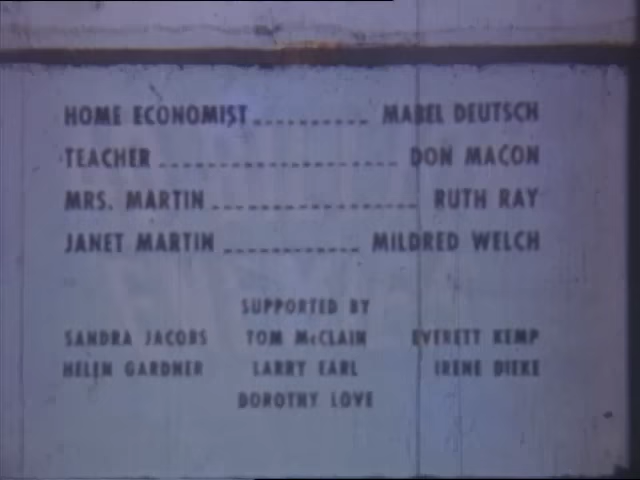 HOME ECONOMIST........... MABEL DEUTSCH
TEACHER...................... DON MACON
MRS. MARTIN.................... RUTH RAY
JANET MARTIN............. MILDRED WELCH
SUPPORTED BY
SANDRA JACOBS TOM McCLAIN EVERETT KEMP
HELEN GARDNER LARRY EARL IRENE DIEKE
DOROTHY LOVE